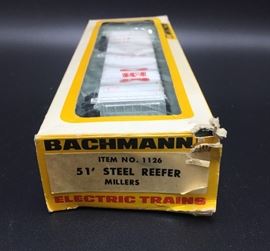 BACHMANN
ITEM NO. 1126
51' STEEL REEFER
MILLERS
ELECTRIC TRAINS